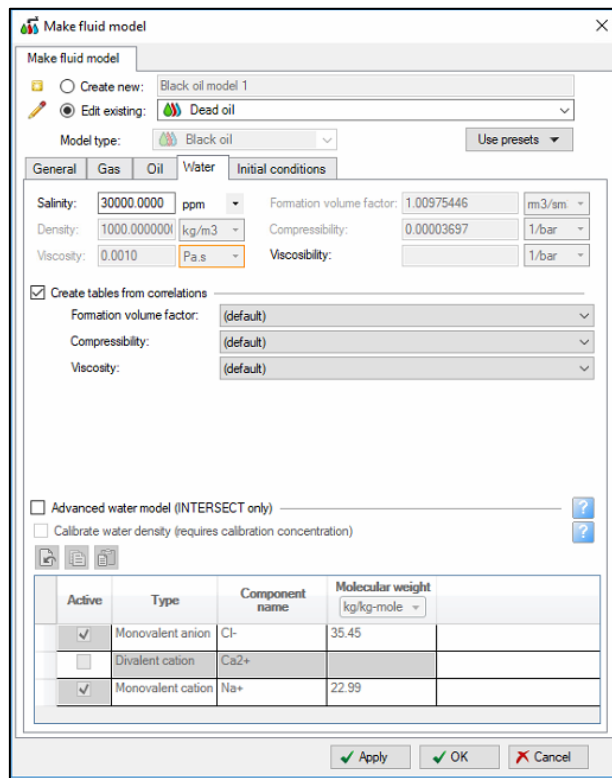 Make fluid model
Make fluid model
Create new: Black oil model 1
Edit existing: Dead oil
Model type: Black oil Use presets
General Gas Oil Water Initial conditions
Salinity: 30000.0000 ppm Formation volume factor: 1.00975446 rm3/sm
Density: 1000.0000000 kg/m3 Compressibility: 0.00003697 1/bar
Viscosity: 0.0010 Pa.s Viscosibility: 1/bar
Create tables from correlations
Formation volume factor: (default)
Compressibility: (default)
Viscosity: (default)
Advanced water model (INTERSECT only) ?
Calibrate water density (requires calibration concentration) ?
Active Type Component name Molecular weight kg/kg-mole
Monovalent anion Cl- 35.45
Divalent cation Ca2+
Monovalent cation Na+ 22.99
Apply OK Cancel